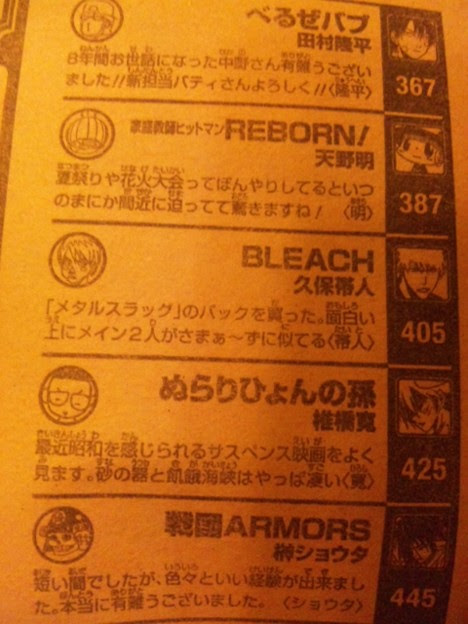 べるぜバブ
田村隆平
8年間お世話になった中野さん有難うござい
ました!!新担当バティさんよろしく!!〈隆平〉
367
家庭教師ヒットマンREBORN!
天野明
夏祭りや花火大会ってぼんやりしてるといつ
のまにか間近に迫ってて驚きますね! 〈明〉
387
BLEACH
久保帯人
「メタルスラッグ」のパックを買った。面白い
上にメイン2人がさまぁ～ずに似てる〈帯人〉
405
ぬらりひょんの孫
椎橋寛
最近昭和を感じられるサスペンス映画をよく
見ます。砂の器と飢餓海峡はやっぱ凄い〈寛〉
425
戦國ARMORS
榊ショウタ
短い間でしたが、色々といい経験が出来まし
た。本当に有難うございました。〈ショウタ〉
445